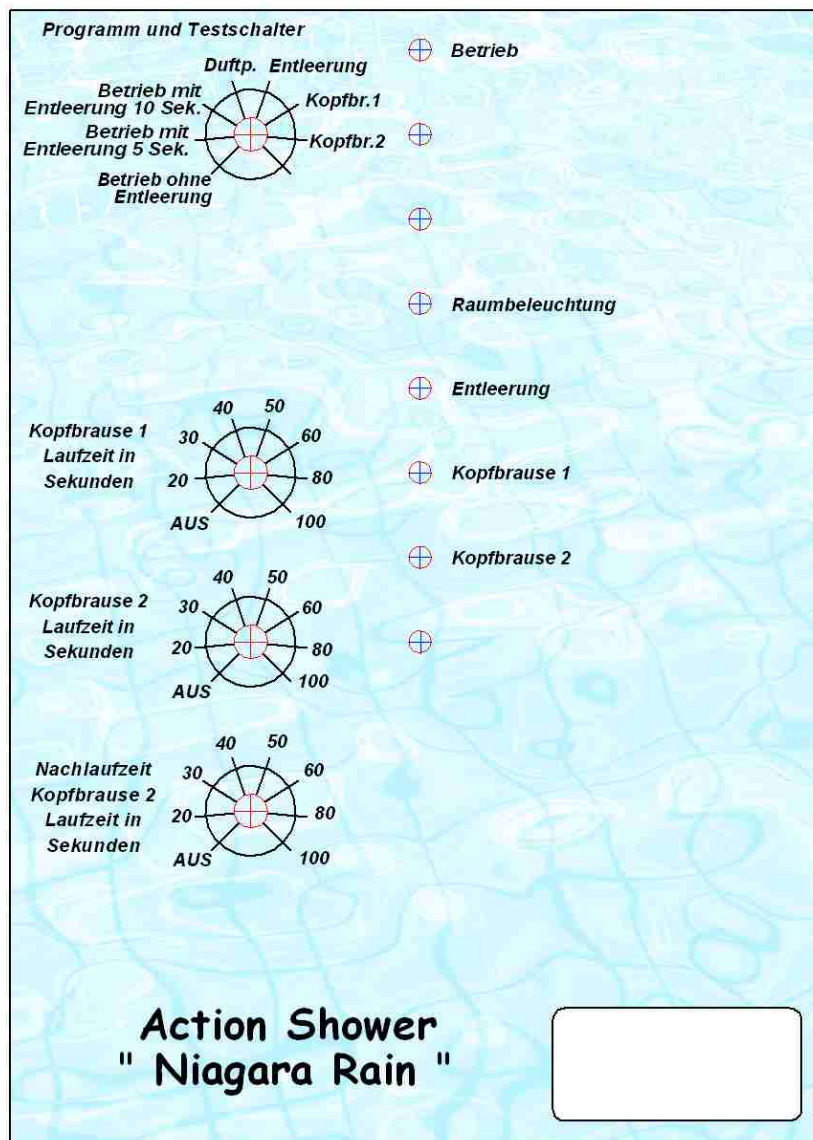 Programm und Testschalter
Duftp.
Entleerung
Betrieb mit
Entleerung 10 Sek.
Kopfbr.1
Betrieb mit
Entleerung 5 Sek.
Kopfbr.2
Betrieb ohne
Entleerung
Betrieb
Raumbeleuchtung
Entleerung
Kopfbrause 1
Kopfbrause 2
Kopfbrause 1
Laufzeit in
Sekunden
AUS
20
30
40
50
60
80
100
Kopfbrause 2
Laufzeit in
Sekunden
AUS
20
30
40
50
60
80
100
Nachlaufzeit
Kopfbrause 2
Laufzeit in
Sekunden
AUS
20
30
40
50
60
80
100
Action Shower
" Niagara Rain "